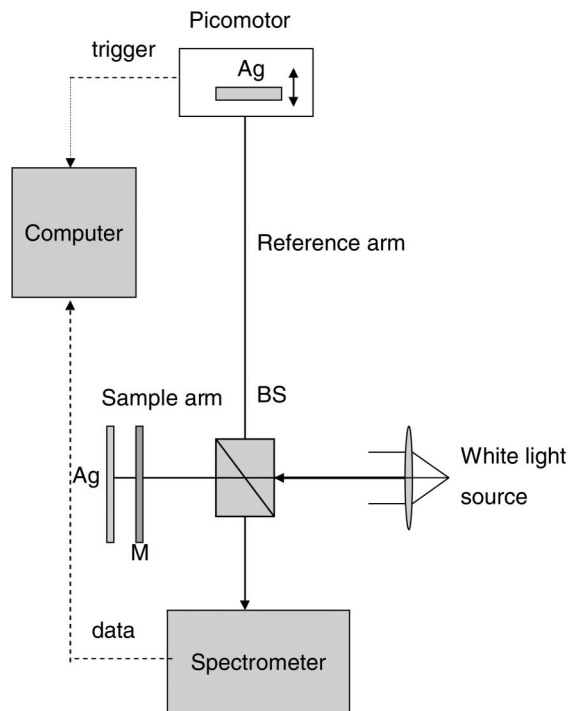 Picomotor
trigger
Ag
Computer
Reference arm
Sample arm
BS
Ag
White light
source
M
data
Spectrometer